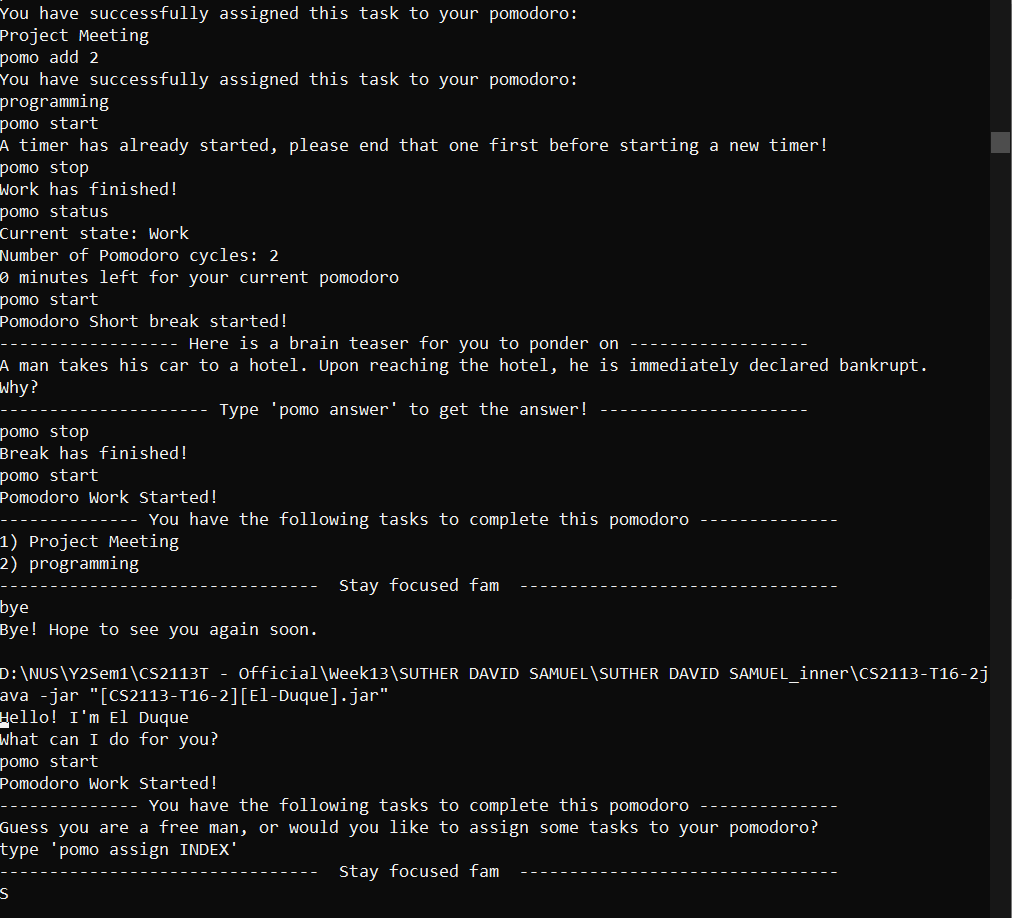 You have successfully assigned this task to your pomodoro:
Project Meeting
pomo add 2
You have successfully assigned this task to your pomodoro:
programming
pomo start
A timer has already started, please end that one first before starting a new timer!
pomo stop
Work has finished!
pomo status
Current state: Work
Number of Pomodoro cycles: 2
0 minutes left for your current pomodoro
pomo start
Pomodoro Short break started!
------------------ Here is a brain teaser for you to ponder on ------------------
A man takes his car to a hotel. Upon reaching the hotel, he is immediately declared bankrupt.
Why?
--------------------- Type 'pomo answer' to get the answer! ---------------------
pomo stop
Break has finished!
pomo start
Pomodoro Work Started!
-------------- You have the following tasks to complete this pomodoro --------------
1) Project Meeting
2) programming
--------------------------------  Stay focused fam  --------------------------------
bye
Bye! Hope to see you again soon.

D:\NUS\Y2Sem1\CS2113T - Official\Week13\SUTHER DAVID SAMUEL\SUTHER DAVID SAMUEL_inner\CS2113-T16-2j
ava -jar "[CS2113-T16-2][El-Duque].jar"
Hello! I'm El Duque
What can I do for you?
pomo start
Pomodoro Work Started!
-------------- You have the following tasks to complete this pomodoro --------------
Guess you are a free man, or would you like to assign some tasks to your pomodoro?
type 'pomo assign INDEX'
--------------------------------  Stay focused fam  --------------------------------
S